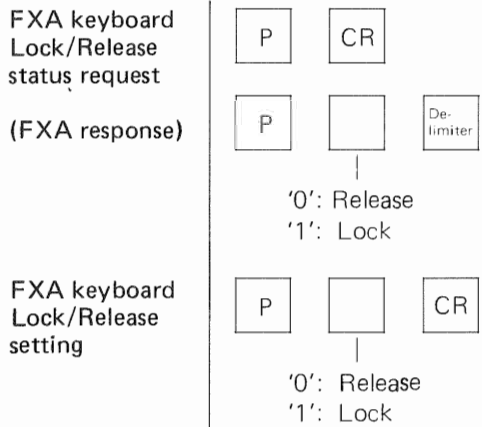 FXA keyboard
Lock/Release
status request
P CR
(FXA response)
P De-
limiter
'0': Release
'1': Lock
FXA keyboard
Lock/Release
setting
P CR
'0': Release
'1': Lock